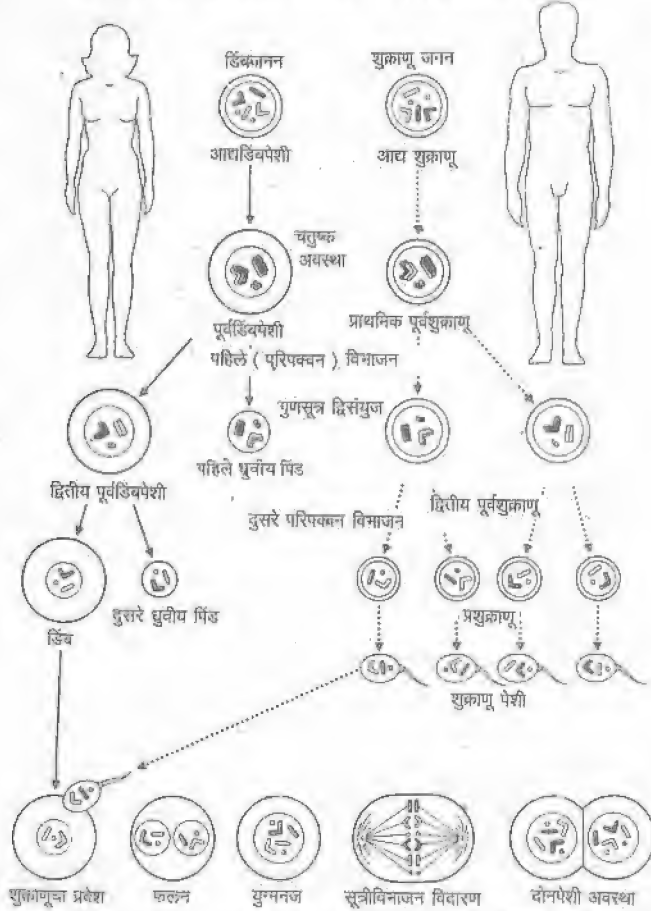 डिंबजनन
शुक्राणू जनन
आद्यडिंबपेशी
आद्य शुक्राणू
चतुष्क
अवस्था
पूर्वडिंबपेशी
प्राथमिक पूर्वशुक्राणू
पहिले ( परिपक्वन ) विभाजन
गुणसूत्र द्विसंयुज
पहिले ध्रुवीय पिंड
द्वितीय पूर्वडिंबपेशी
द्वितीय पूर्वशुक्राणू
दुसरे परिपक्वन विभाजन
डिंब
दुसरे ध्रुवीय पिंड
प्रशुक्राणू
शुक्राणू पेशी
शुक्राणूचा प्रवेश
फलन
युग्मनज
सूत्रीविभाजन विदारण
दोनपेशी अवस्था